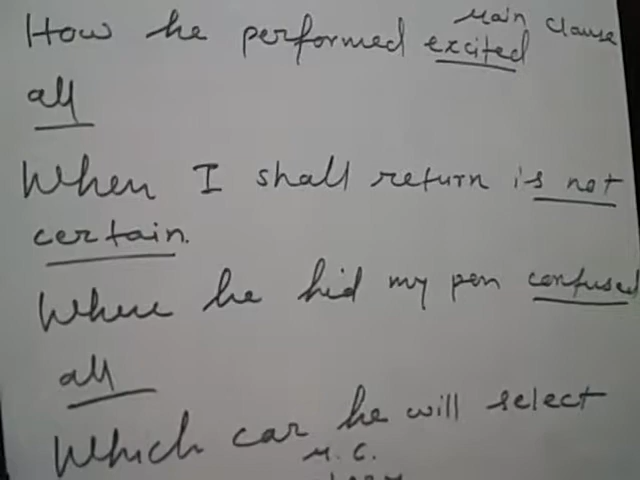 Main Clause
How he performed excited
all
When I shall return is not
certain.
Where he hid my pen confused
all
Which car he will select
M. C.